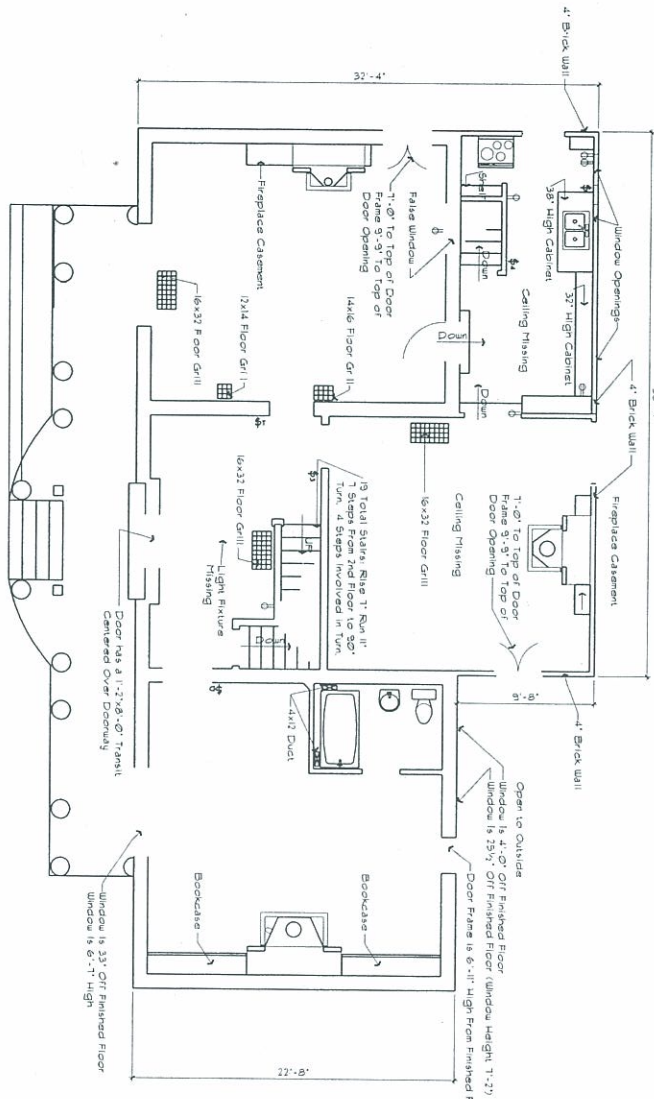 4" Brick Wall
Window Openings
4" Brick Wall
Fireplace Casement
4" Brick Wall
38" High Cabinet
32" High Cabinet
Ceiling Missing
Shelf
Down
Down
Down
Down
False Window
7'-0" To Top of Door
Frame 9'-9" To Top of
Door Opening
Fireplace Casement
14x16 Floor Grill
12x14 Floor Grill
16x32 Floor Grill
16x32 Floor Grill
Ceiling Missing
7'-0" To Top of Door
Frame 9'-9" To Top of
Door Opening
19 Total Stairs: Rise 7" Run 11"
7 Steps From 2nd Floor to 90°
Turn. 4 Steps Involved in Turn.
UP
Down
16x32 Floor Grill
Light Fixture
Missing
4x12 Duct
Open to Outside
Window is 4'-0" Off Finished Floor
Window is 25½" Off Finished Floor (Window Height 7'-2")
Door Frame is 6'-11" High From Finished
Bookcase
Bookcase
Door has a 1'-2"x8'-0" Transit
Centered Over Doorway
Window is 33" Off Finished Floor
Window is 6'-7" High
32'-4"
9'-8"
22'-8"